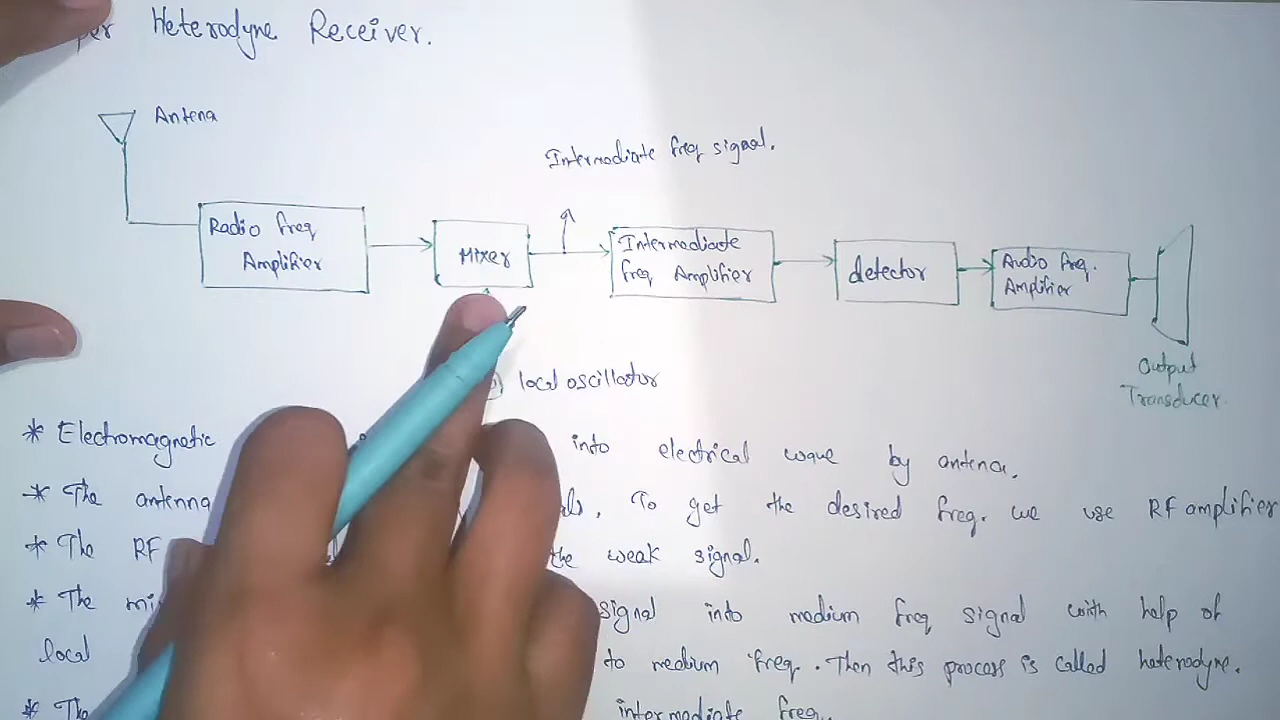 per Heterodyne Receiver.
Antena
Intermediate freq signal.
Radio freq
Amplifier
Mixer
Intermediate
freq Amplifier
detector
Audio freq.
Amplifier
Output
Transducer.
local oscillator
* Electromagnetic into electrical wave by antena.
* The antenna To get the desired freq. we use RF amplifier
* The RF the weak signal.
* The signal into medium freq signal with help of
local to medium freq. Then this process is called heterodyne.
* The intermediate freq.